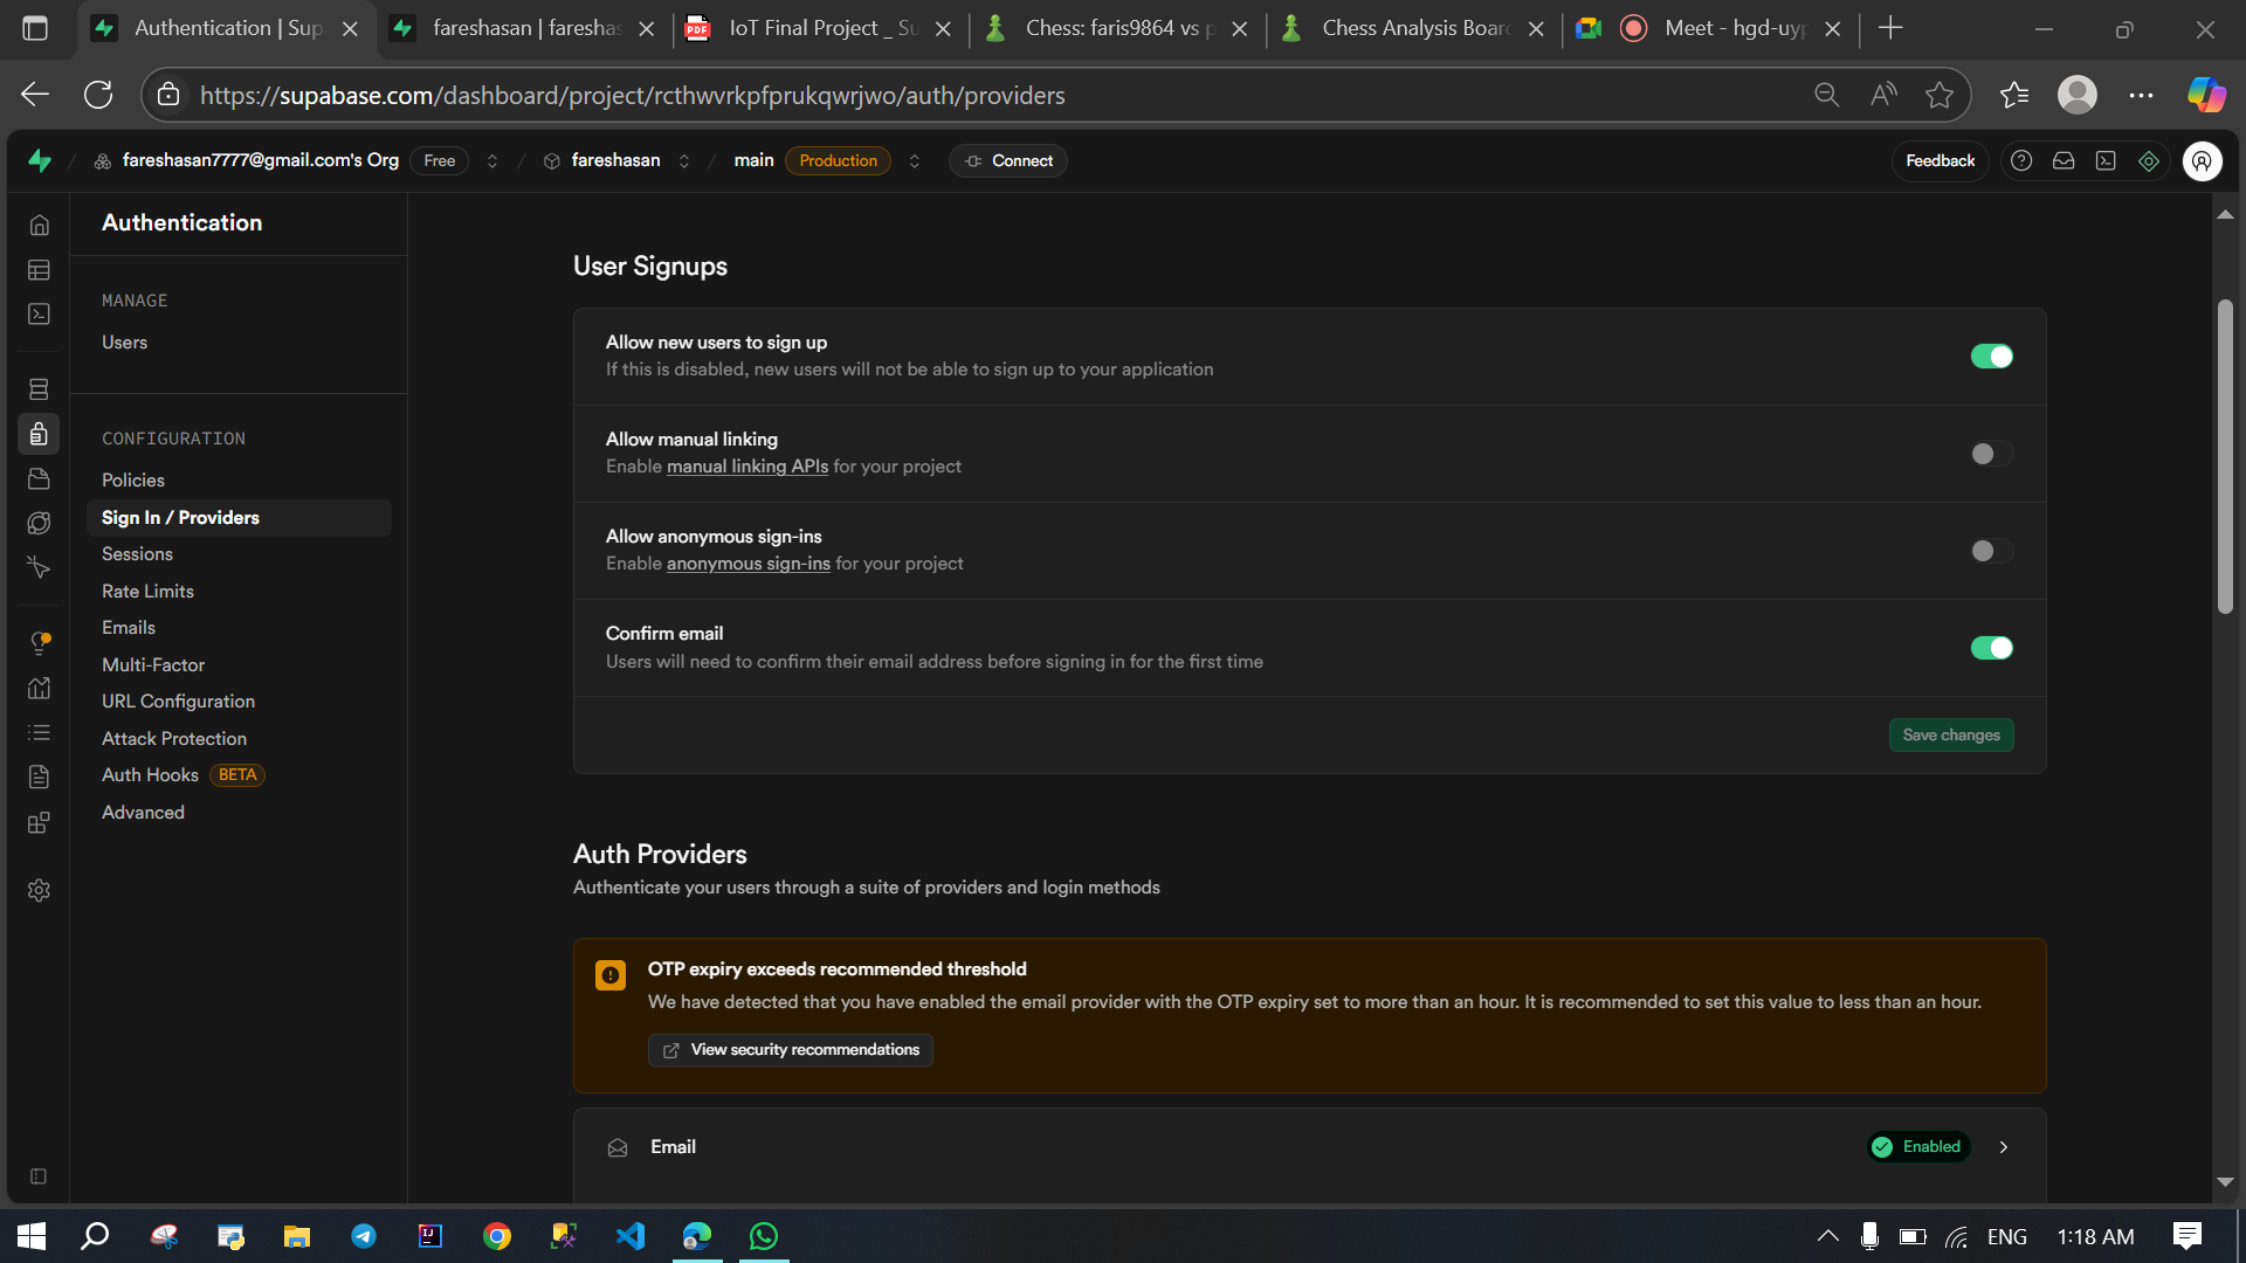 Authentication | Sup
fareshasan | fareshas
IoT Final Project _ Su
Chess: faris9864 vs p
Chess Analysis Board
Meet - hgd-uyp
https://supabase.com/dashboard/project/rcthwvrkpfprukqwrjwo/auth/providers
fareshasan7777@gmail.com's Org Free / fareshasan / main Production Connect
Feedback
Authentication
MANAGE
Users
CONFIGURATION
Policies
Sign In / Providers
Sessions
Rate Limits
Emails
Multi-Factor
URL Configuration
Attack Protection
Auth Hooks BETA
Advanced
User Signups
Allow new users to sign up
If this is disabled, new users will not be able to sign up to your application
Allow manual linking
Enable manual linking APIs for your project
Allow anonymous sign-ins
Enable anonymous sign-ins for your project
Confirm email
Users will need to confirm their email address before signing in for the first time
Save changes
Auth Providers
Authenticate your users through a suite of providers and login methods
OTP expiry exceeds recommended threshold
We have detected that you have enabled the email provider with the OTP expiry set to more than an hour. It is recommended to set this value to less than an hour.
View security recommendations
Email
Enabled
ENG
1:18 AM